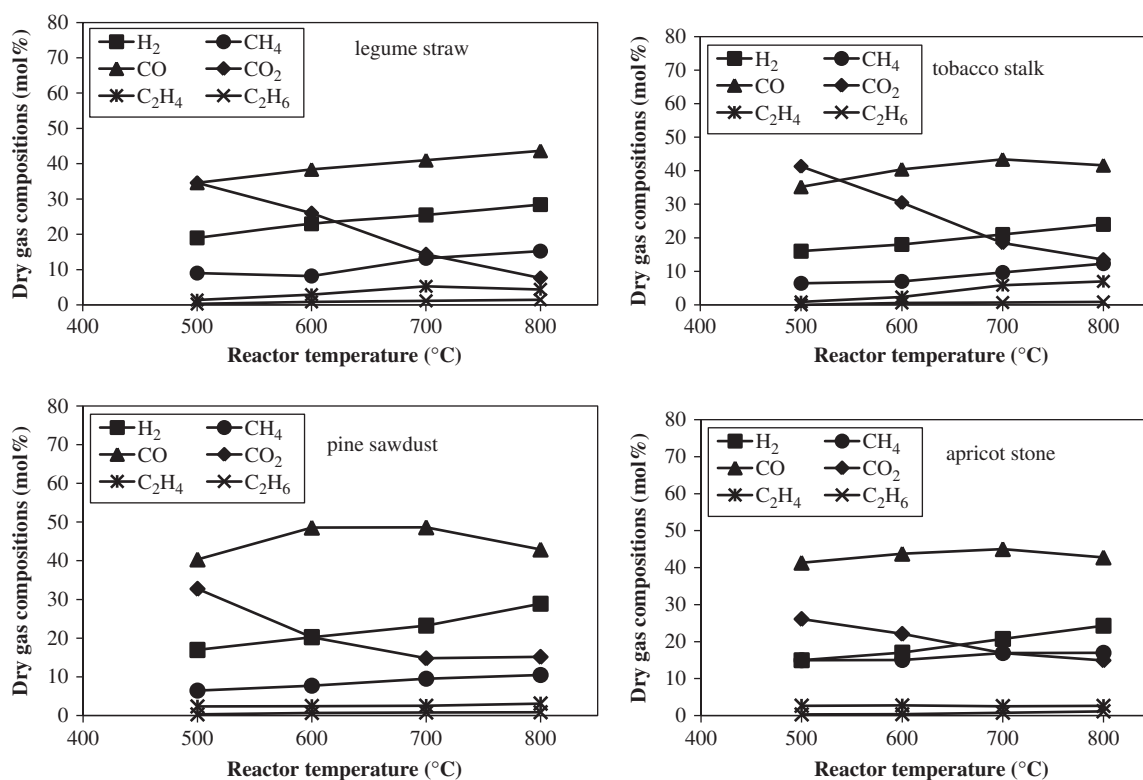 Dry gas compositions (mol%)
80
70
60
50
40
30
20
10
0
H₂ CH₄
CO CO₂
C₂H₄ C₂H₆
legume straw
400 500 600 700 800
Reactor temperature (°C)
Dry gas compositions (mol%)
80
70
60
50
40
30
20
10
0
H₂ CH₄
CO CO₂
C₂H₄ C₂H₆
tobacco stalk
400 500 600 700 800
Reactor temperature (°C)
Dry gas compositions (mol%)
80
70
60
50
40
30
20
10
0
H₂ CH₄
CO CO₂
C₂H₄ C₂H₆
pine sawdust
400 500 600 700 800
Reactor temperature (°C)
Dry gas compositions (mol%)
80
70
60
50
40
30
20
10
0
H₂ CH₄
CO CO₂
C₂H₄ C₂H₆
apricot stone
400 500 600 700 800
Reactor temperature (°C)